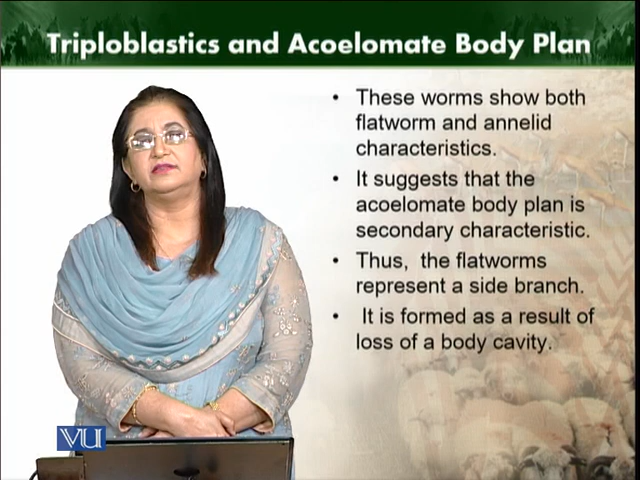 Triploblastics and Acoelomate Body Plan
• These worms show both
flatworm and annelid
characteristics.
• It suggests that the
acoelomate body plan is
secondary characteristic.
• Thus, the flatworms
represent a side branch.
• It is formed as a result of
loss of a body cavity.
VU